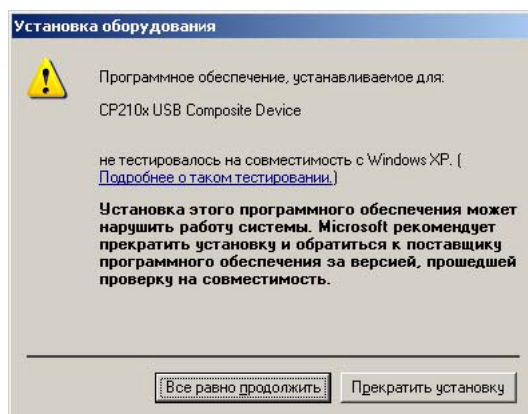 Установка оборудования
Программное обеспечение, устанавливаемое для:
CP210x USB Composite Device
не тестировалось на совместимость с Windows XP. (
Подробнее о таком тестировании.)
Установка этого программного обеспечения может
нарушить работу системы. Microsoft рекомендует
прекратить установку и обратиться к поставщику
программного обеспечения за версией, прошедшей
проверку на совместимость.
Все равно продолжить
Прекратить установку